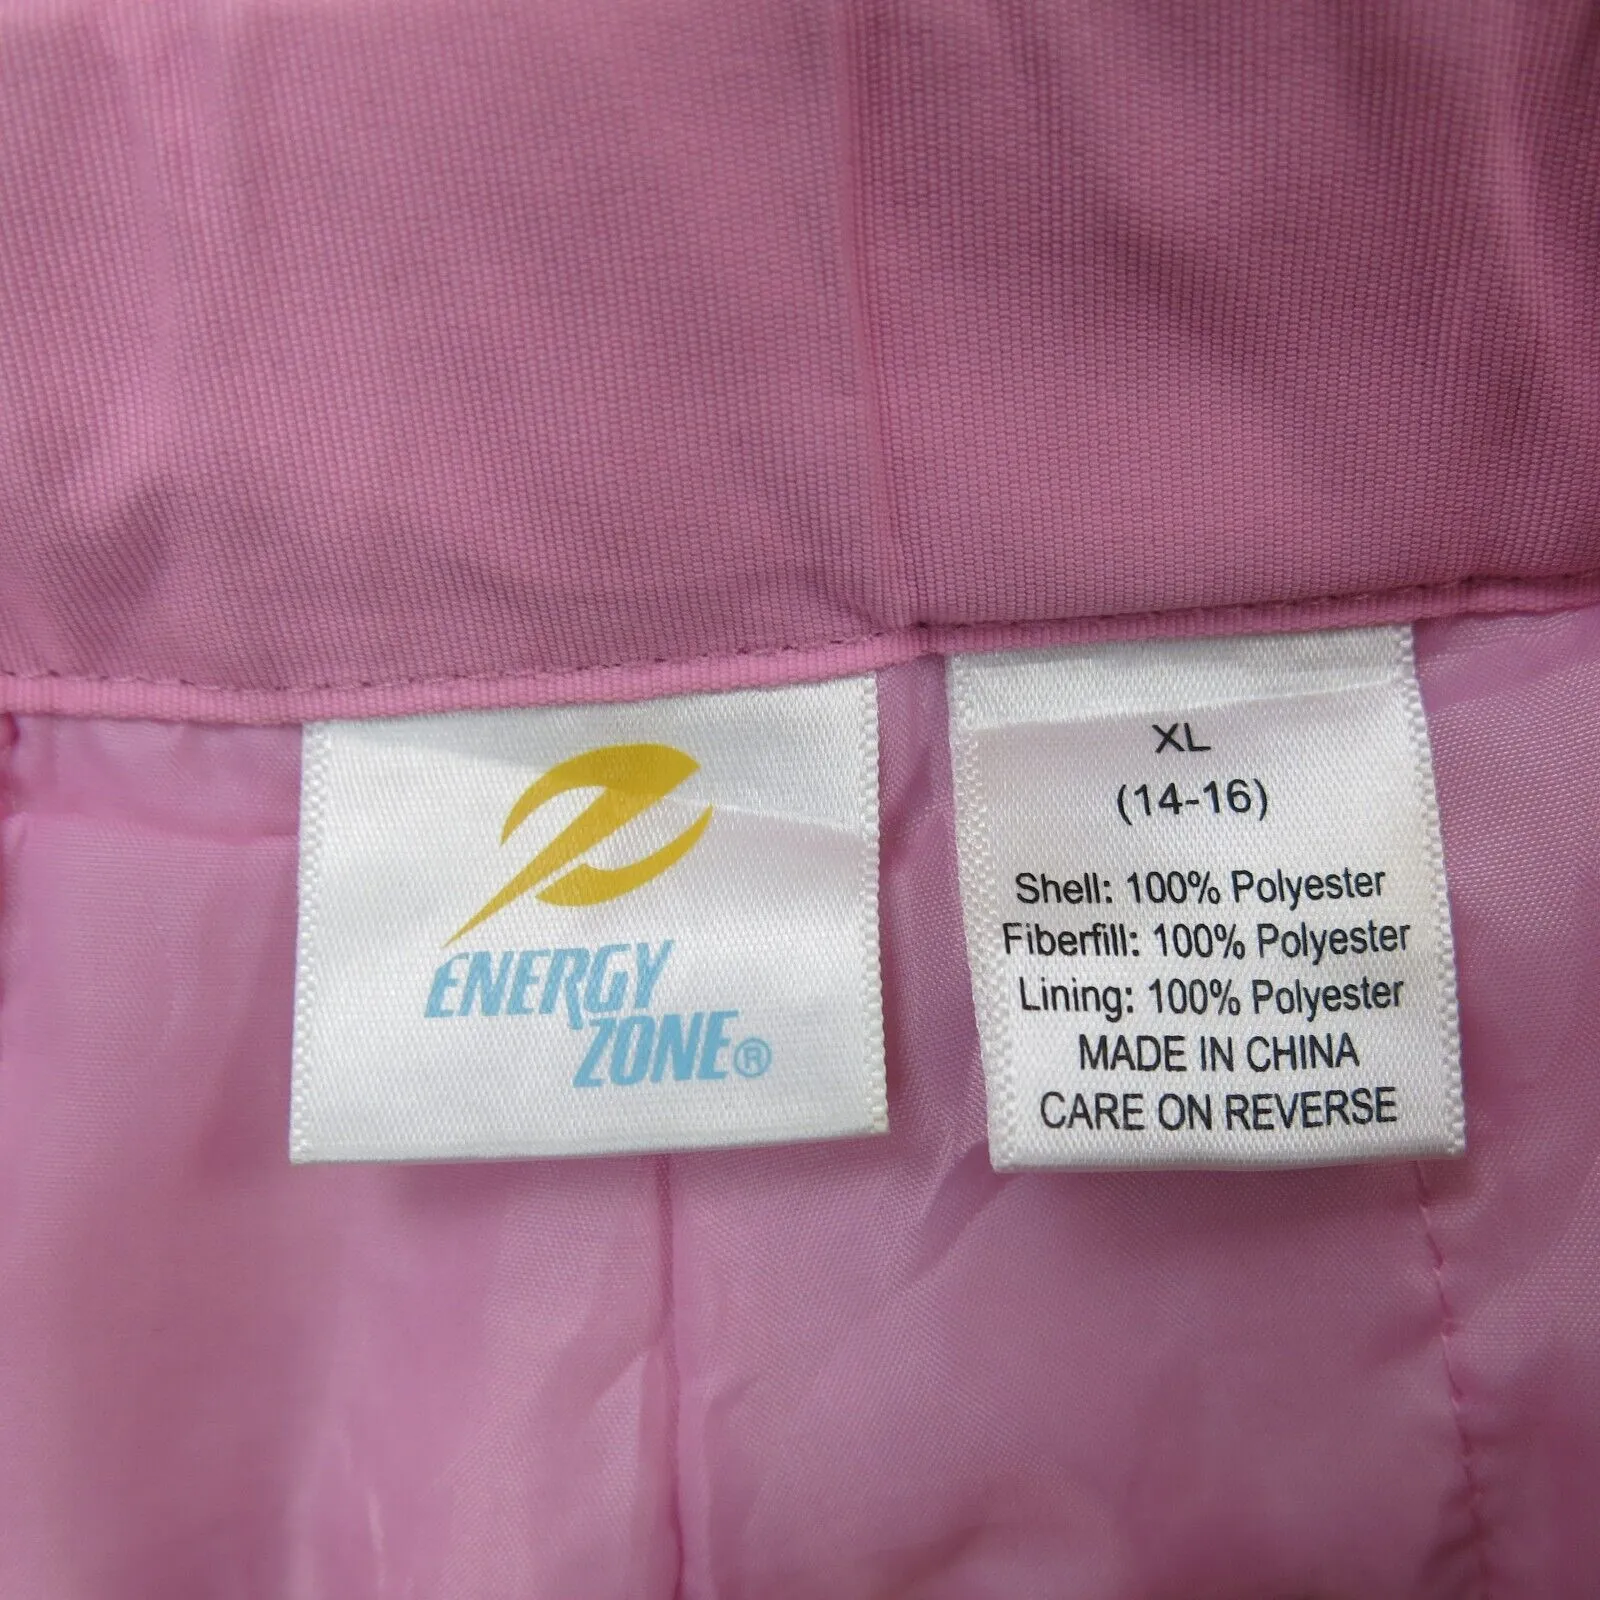 ENERGY
ZONE®
XL
(14-16)
Shell: 100% Polyester
Fiberfill: 100% Polyester
Lining: 100% Polyester
MADE IN CHINA
CARE ON REVERSE